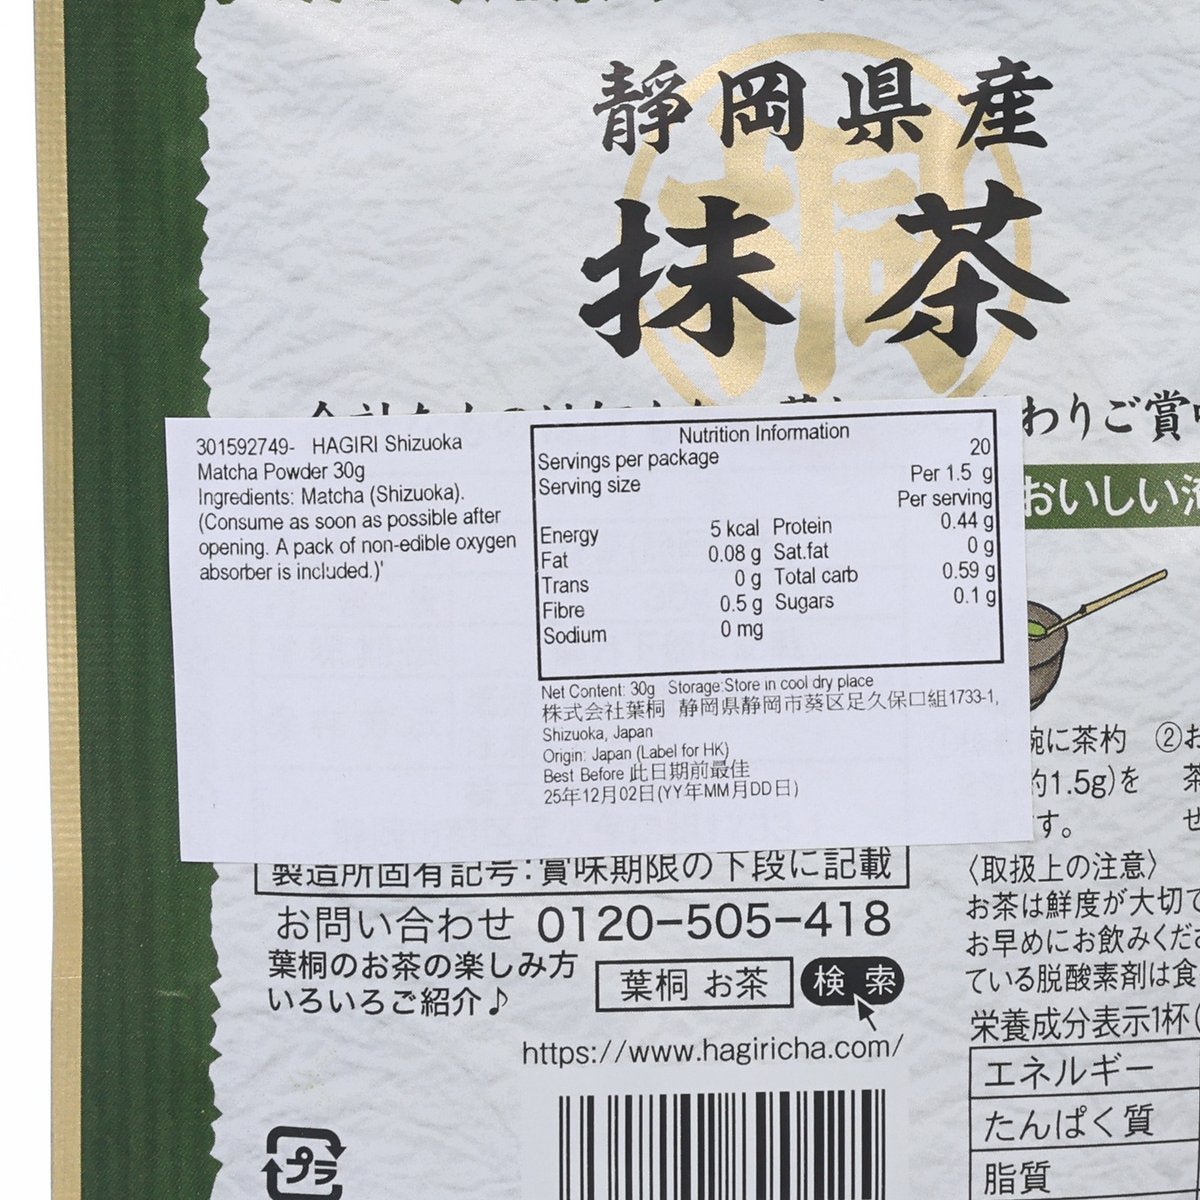 静岡県産
抹茶
わりご賞
おいしい
301592749- HAGIRI Shizuoka
Matcha Powder 30g
Ingredients: Matcha (Shizuoka).
(Consume as soon as possible after
opening. A pack of non-edible oxygen
absorber is included.)'
Nutrition Information
Servings per package 20
Serving size Per 1.5 g
Per serving
Energy 5 kcal Protein 0.44 g
Fat 0.08 g Sat.fat 0 g
Trans 0 g Total carb 0.59 g
Fibre 0.5 g Sugars 0.1 g
Sodium 0 mg
Net Content: 30g Storage:Store in cool dry place
株式会社葉桐 静岡県静岡市葵区足久保口組1733-1,
Shizuoka, Japan
Origin: Japan (Label for HK)
Best Before 此日期前最佳
25年12月02日(YY年MM月DD日)
碗に茶杓 ②お
約1.5g)を 茶
す。 せ
製造所固有記号:賞味期限の下段に記載
お問い合わせ 0120-505-418
葉桐のお茶の楽しみ方
いろいろご紹介♪
葉桐 お茶 検索
https://www.hagiricha.com/
プラ
〈取扱上の注意〉
お茶は鮮度が大切で
お早めにお飲みくださ
ている脱酸素剤は食
栄養成分表示1杯(
エネルギー
たんぱく質
脂質